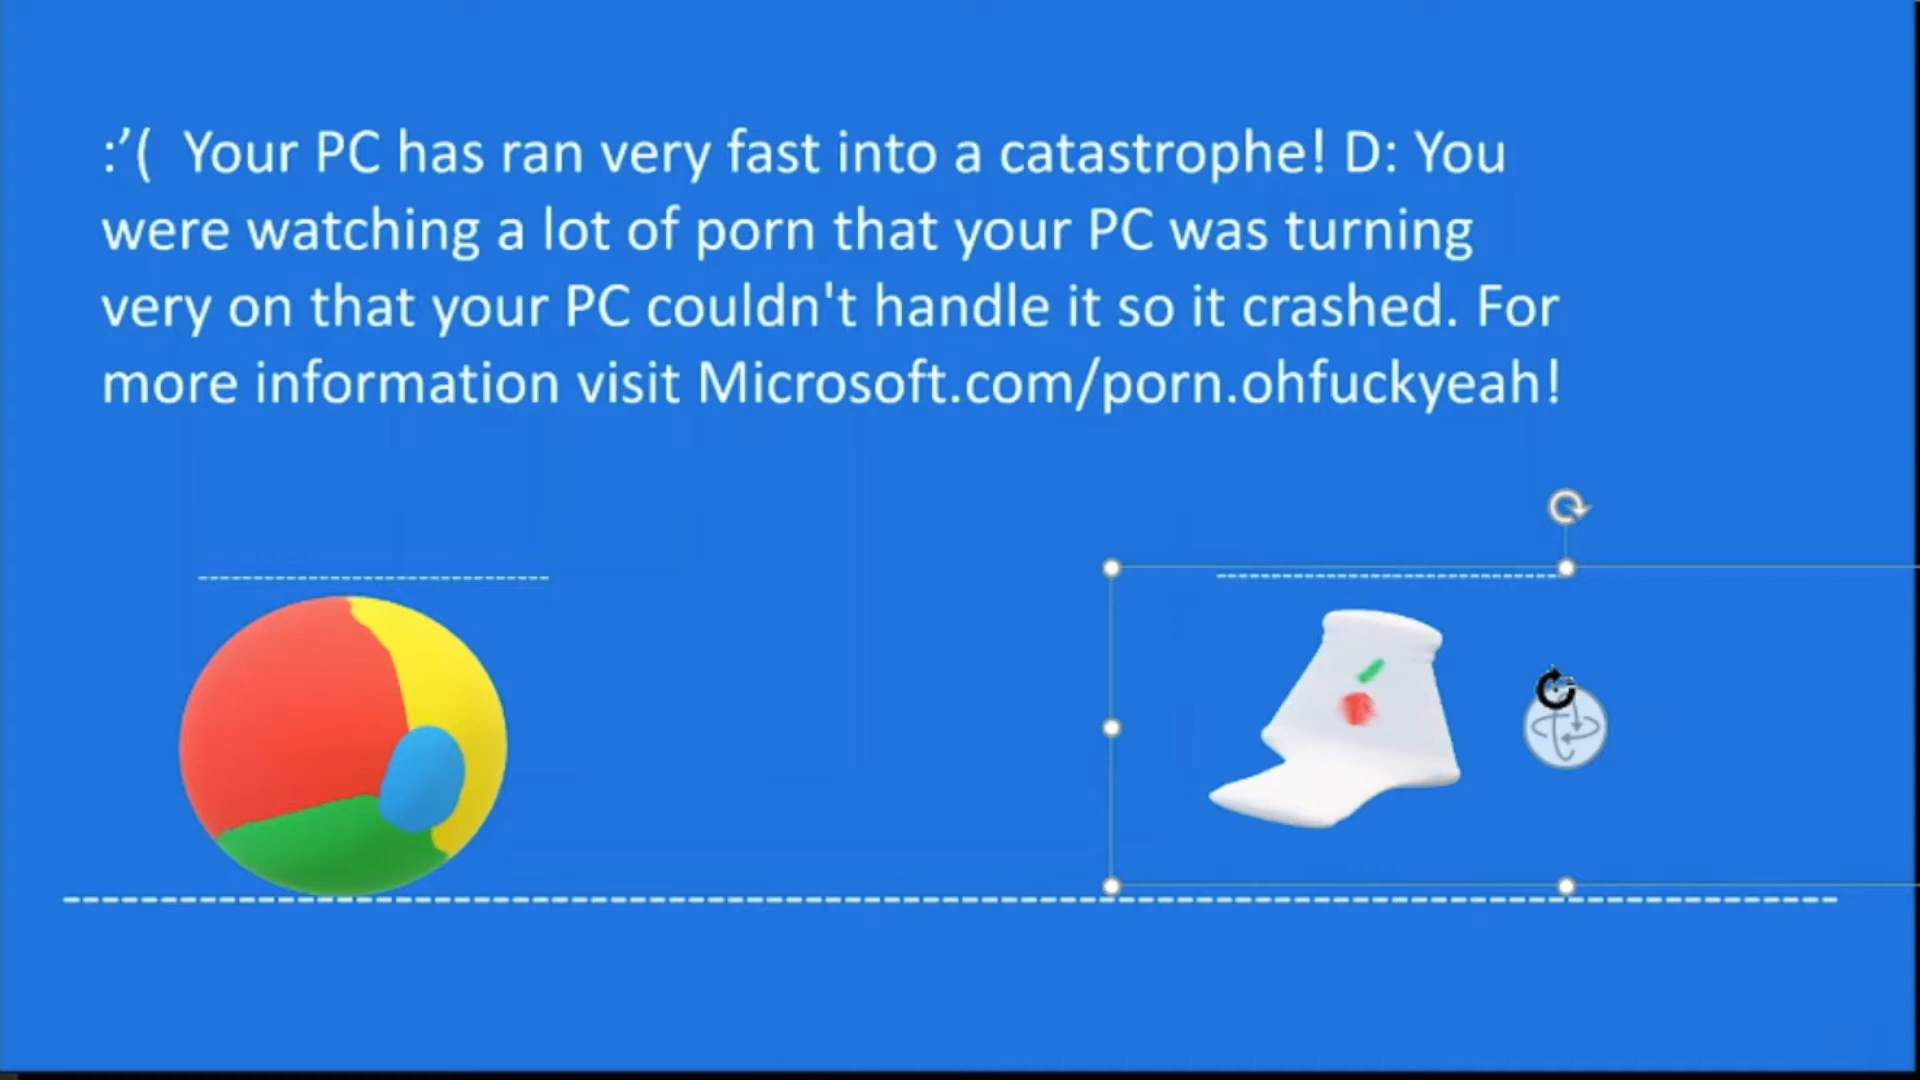 :’(  Your PC has ran very fast into a catastrophe! D: You
were watching a lot of porn that your PC was turning
very on that your PC couldn't handle it so it crashed. For
more information visit Microsoft.com/porn.ohfuckyeah!